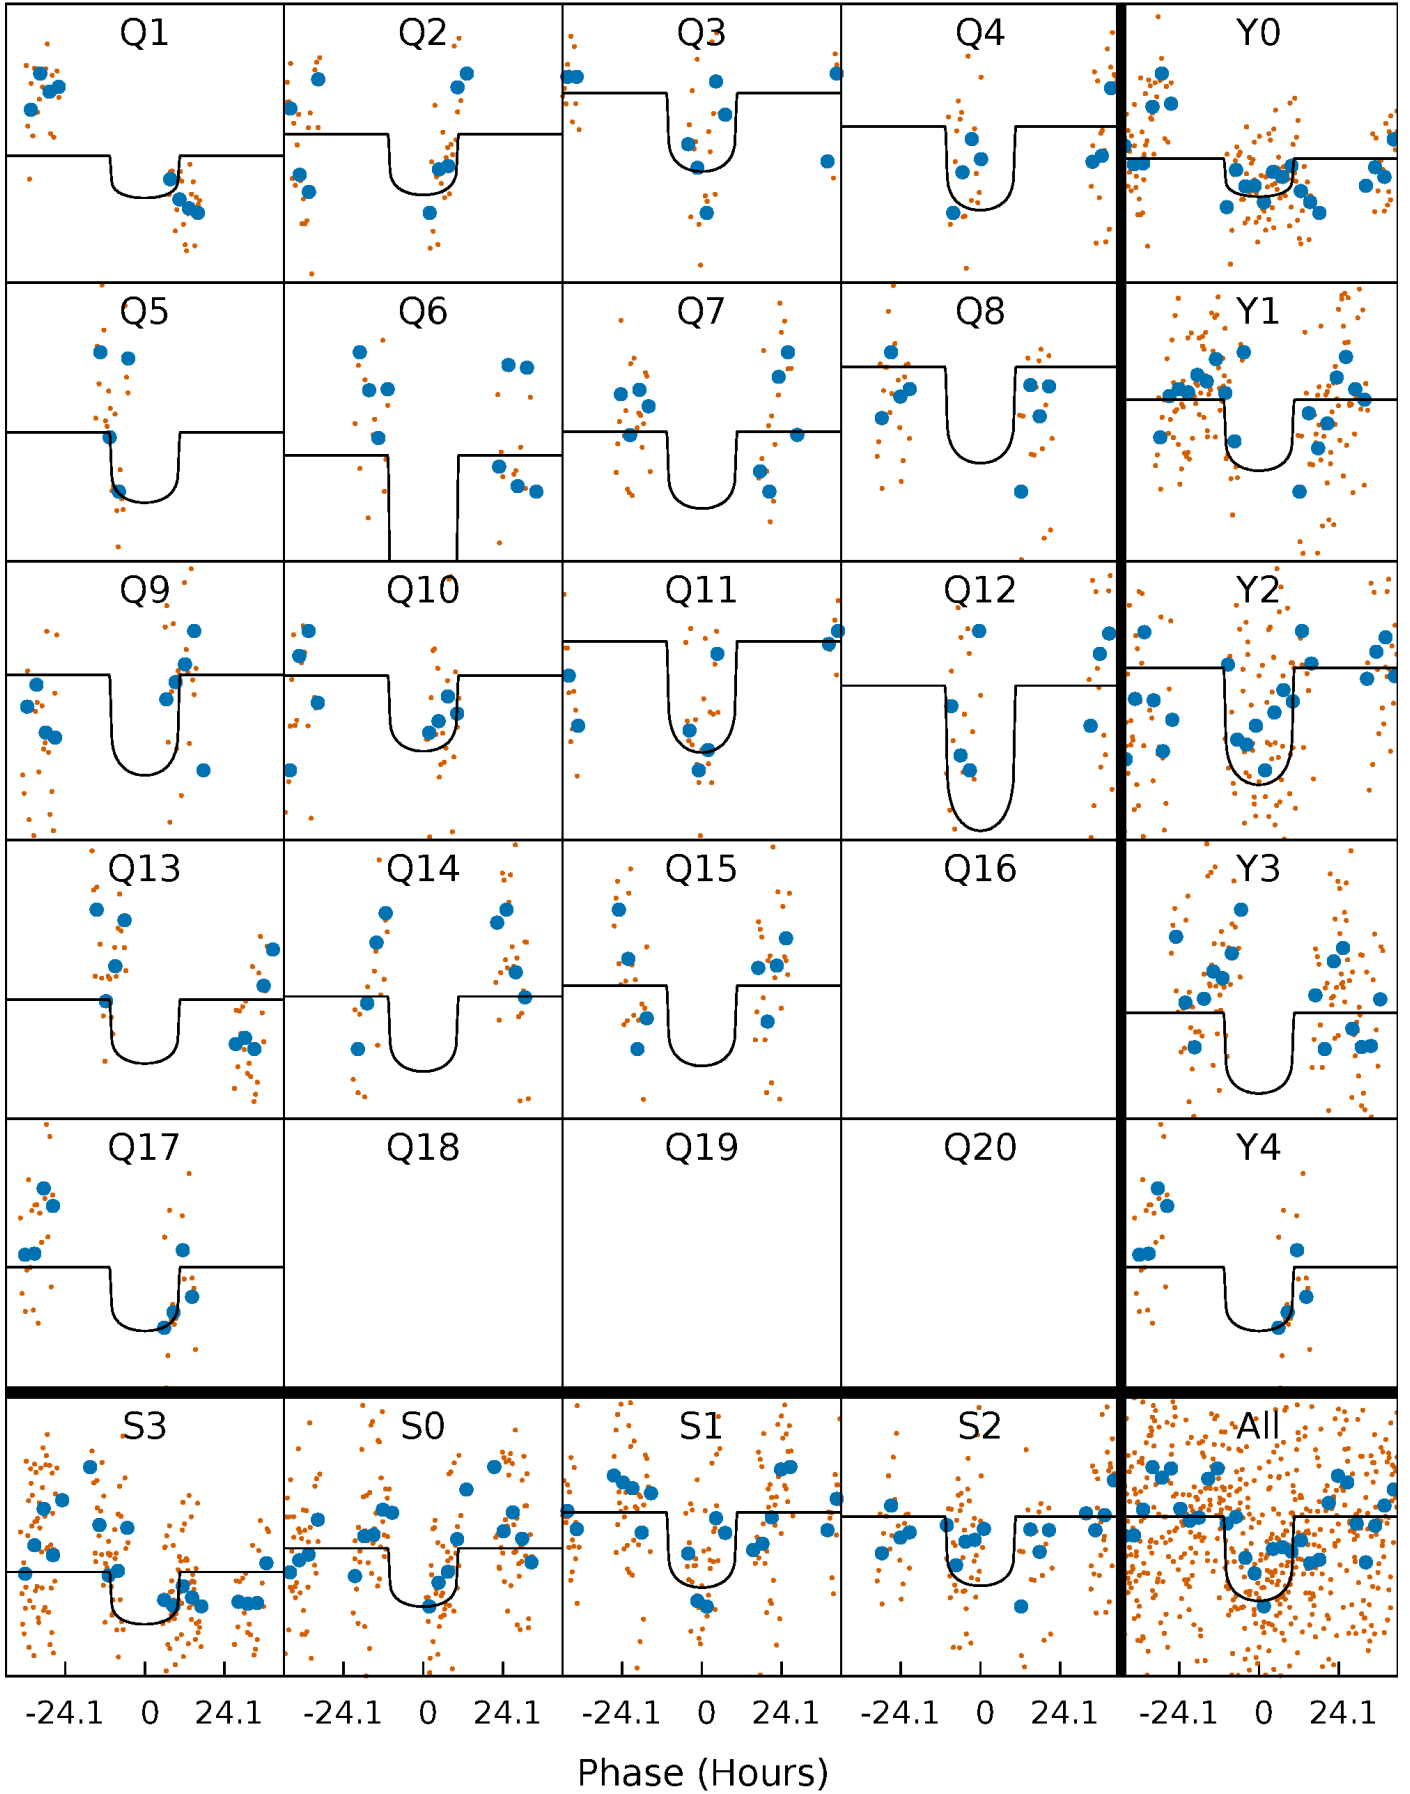 Q1 Q2 Q3 Q4 Y0
Q5 Q6 Q7 Q8 Y1
Q9 Q10 Q11 Q12 Y2
Q13 Q14 Q15 Q16 Y3
Q17 Q18 Q19 Q20 Y4
S3 S0 S1 S2 All
-24.1 0 24.1 -24.1 0 24.1 -24.1 0 24.1 -24.1 0 24.1 -24.1 0 24.1
Phase (Hours)